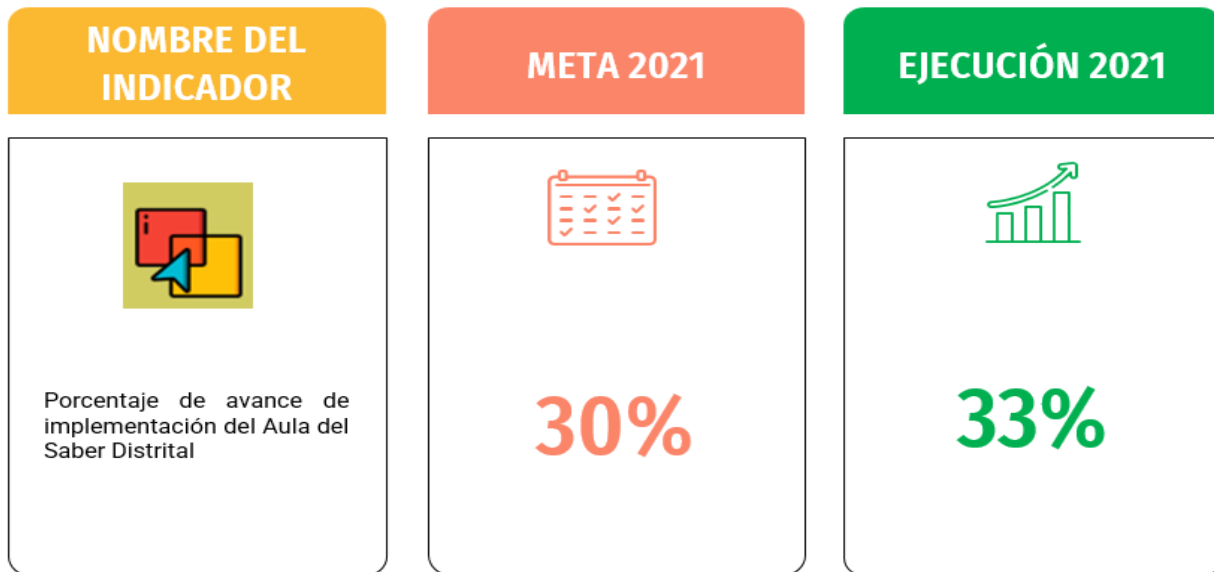 NOMBRE DEL
INDICADOR
META 2021
EJECUCIÓN 2021
Porcentaje de avance de
implementación del Aula del
Saber Distrital
30%
33%